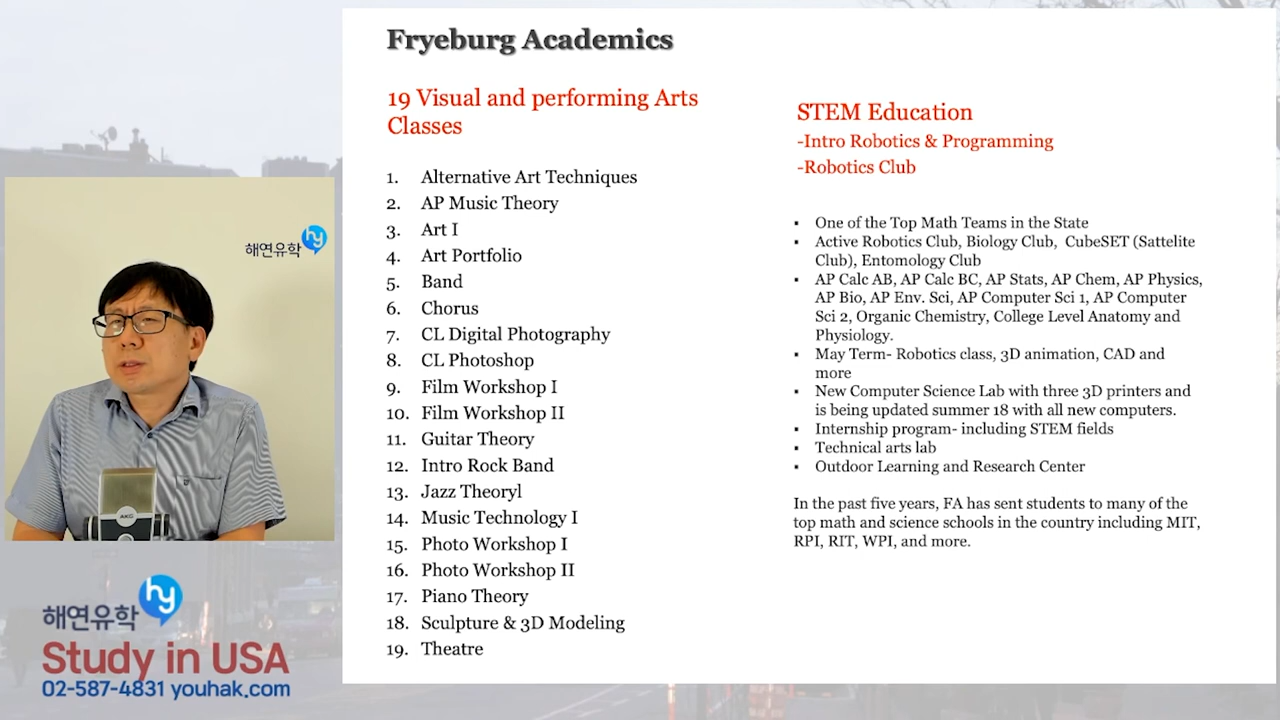 Fryeburg Academics
19 Visual and performing Arts
Classes
1. Alternative Art Techniques
2. AP Music Theory
3. Art I
4. Art Portfolio
5. Band
6. Chorus
7. CL Digital Photography
8. CL Photoshop
9. Film Workshop I
10. Film Workshop II
11. Guitar Theory
12. Intro Rock Band
13. Jazz Theoryl
14. Music Technology I
15. Photo Workshop I
16. Photo Workshop II
17. Piano Theory
18. Sculpture & 3D Modeling
19. Theatre
STEM Education
-Intro Robotics & Programming
-Robotics Club
▪ One of the Top Math Teams in the State
▪ Active Robotics Club, Biology Club, CubeSET (Sattelite
Club), Entomology Club
▪ AP Calc AB, AP Calc BC, AP Stats, AP Chem, AP Physics,
AP Bio, AP Env. Sci, AP Computer Sci 1, AP Computer
Sci 2, Organic Chemistry, College Level Anatomy and
Physiology.
▪ May Term- Robotics class, 3D animation, CAD and
more
▪ New Computer Science Lab with three 3D printers and
is being updated summer 18 with all new computers.
▪ Internship program- including STEM fields
▪ Technical arts lab
▪ Outdoor Learning and Research Center
In the past five years, FA has sent students to many of the
top math and science schools in the country including MIT,
RPI, RIT, WPI, and more.
해연유학 hy
AKG
해연유학 hy
Study in USA
02-587-4831 youhak.com